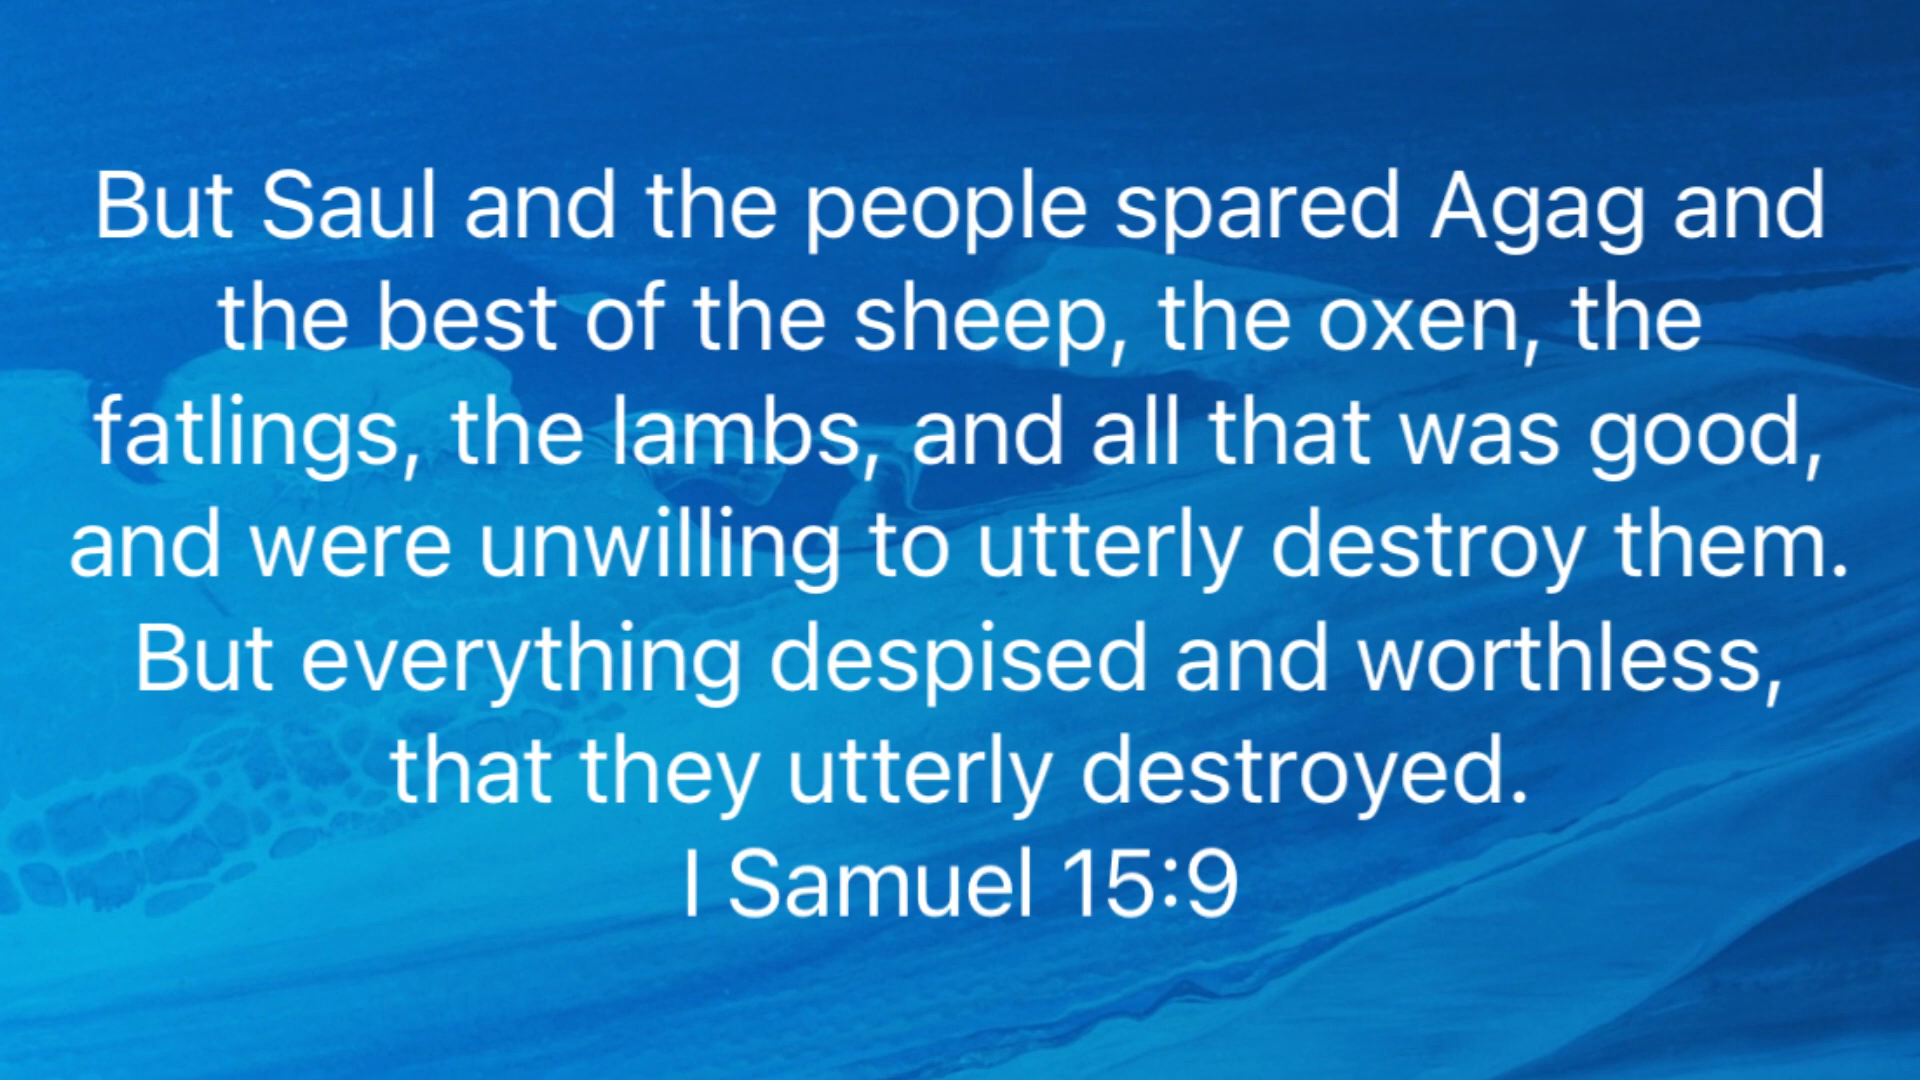 But Saul and the people spared Agag and
the best of the sheep, the oxen, the
fatlings, the lambs, and all that was good,
and were unwilling to utterly destroy them.
But everything despised and worthless,
that they utterly destroyed.
I Samuel 15:9